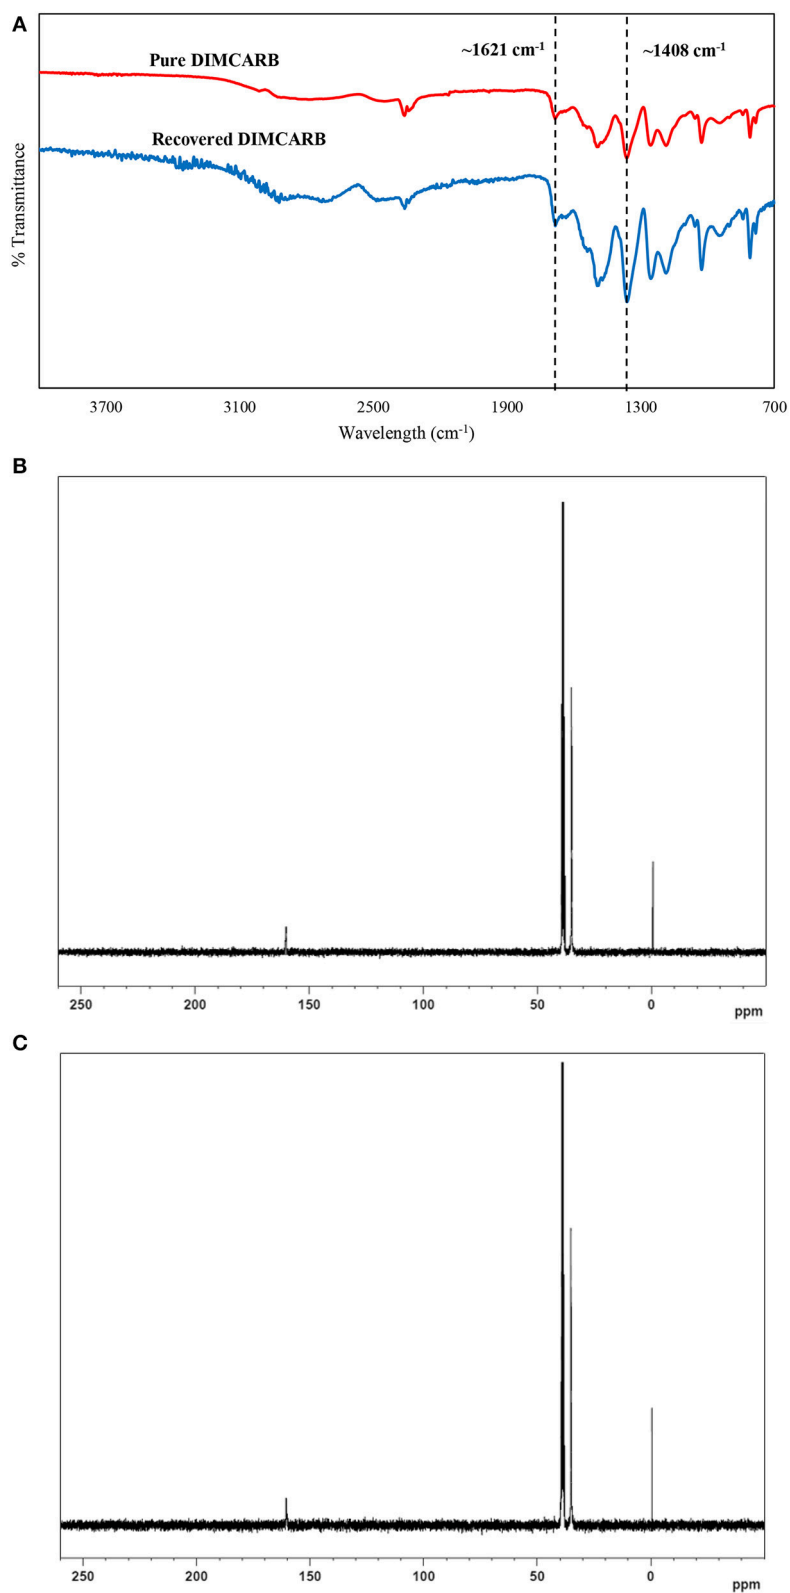 A
Pure DIMCARB
~1621 cm-1
~1408 cm-1
Recovered DIMCARB
% Transmittance
3700 3100 2500 1900 1300 700
Wavelength (cm-1)
B
250 200 150 100 50 0
ppm
C
250 200 150 100 50 0
ppm